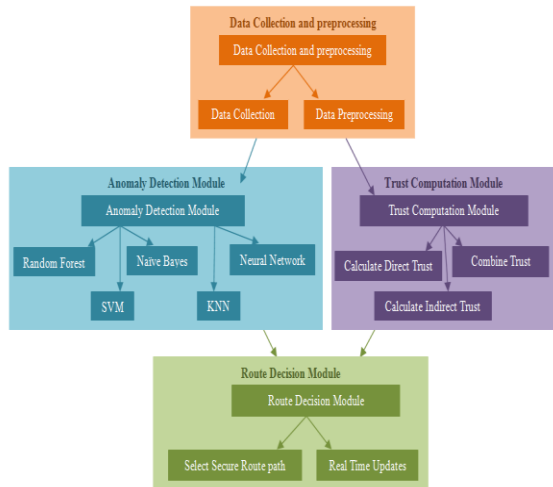 Data Collection and preprocessing
Data Collection and preprocessing
Data Collection
Data Preprocessing
Anomaly Detection Module
Anomaly Detection Module
Random Forest
Naïve Bayes
Neural Network
SVM
KNN
Trust Computation Module
Trust Computation Module
Calculate Direct Trust
Combine Trust
Calculate Indirect Trust
Route Decision Module
Route Decision Module
Select Secure Route path
Real Time Updates